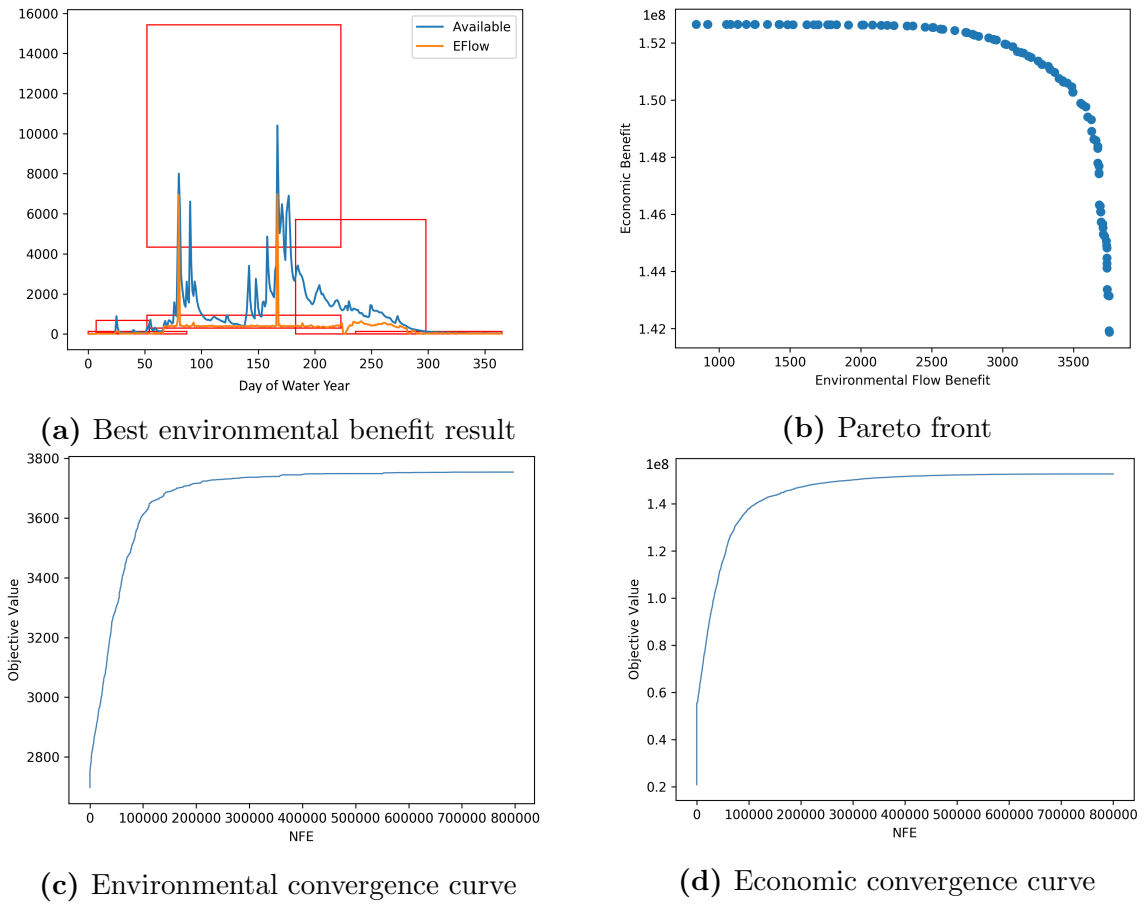 Available
EFlow
16000
14000
12000
10000
8000
6000
4000
2000
0
0 50 100 150 200 250 300 350
Day of Water Year
(a) Best environmental benefit result
1e8
1.52
1.50
1.48
1.46
1.44
1.42
Economic Benefit
1000 1500 2000 2500 3000 3500
Environmental Flow Benefit
(b) Pareto front
3800
3600
3400
3200
3000
2800
Objective Value
0 100000 200000 300000 400000 500000 600000 700000 800000
NFE
(c) Environmental convergence curve
1e8
1.4
1.2
1.0
0.8
0.6
0.4
0.2
Objective Value
0 100000 200000 300000 400000 500000 600000 700000 800000
NFE
(d) Economic convergence curve